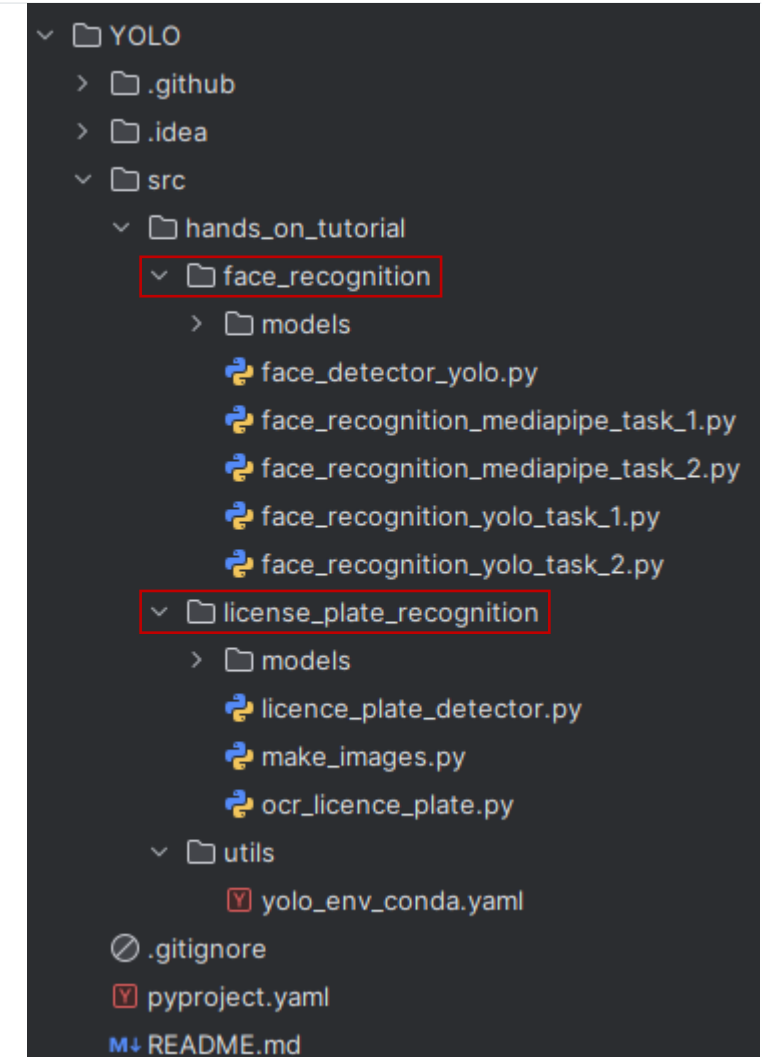 YOLO
.github
.idea
src
hands_on_tutorial
face_recognition
models
face_detector_yolo.py
face_recognition_mediapipe_task_1.py
face_recognition_mediapipe_task_2.py
face_recognition_yolo_task_1.py
face_recognition_yolo_task_2.py
license_plate_recognition
models
licence_plate_detector.py
make_images.py
ocr_licence_plate.py
utils
Y yolo_env_conda.yaml
.gitignore
Y pyproject.yaml
M↓ README.md